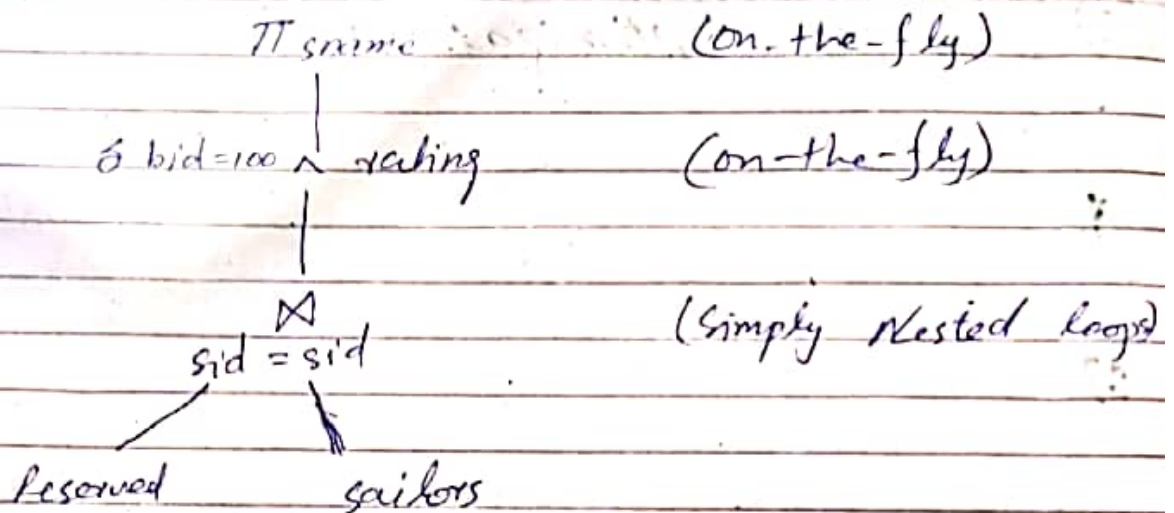 π sname (on-the-fly)
σ bid=100 ^ rating (on-the-fly)
⋈ (Simply Nested loops)
sid = sid
Reserved sailors